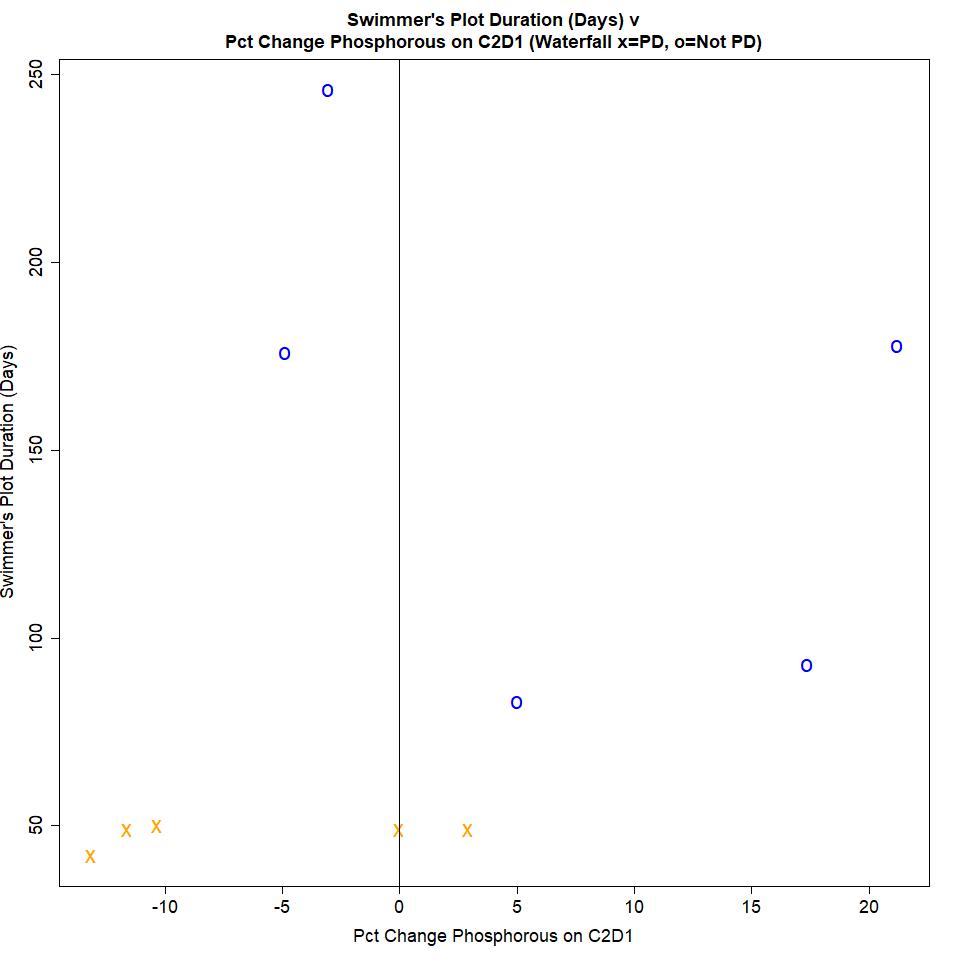 Swimmer's Plot Duration (Days) v
Pct Change Phosphorous on C2D1 (Waterfall x=PD, o=Not PD)
Swimmer's Plot Duration (Days)
250
200
150
100
50
o
o
o
o
o
x
x
x
x
x
-10
-5
0
5
10
15
20
Pct Change Phosphorous on C2D1